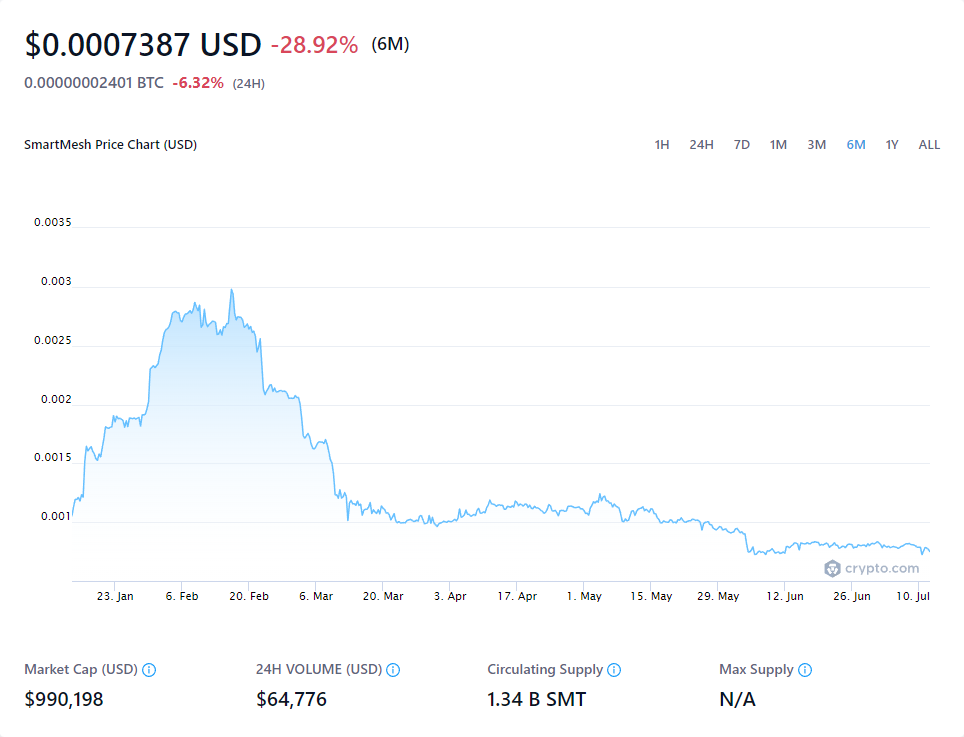 $0.0007387 USD -28.92% (6M)
0.00000002401 BTC -6.32% (24H)
SmartMesh Price Chart (USD) 1H 24H 7D 1M 3M 6M 1Y ALL
0.0035
0.003
0.0025
0.002
0.0015
0.001
crypto.com
23. Jan 6. Feb 20. Feb 6. Mar 20. Mar 3. Apr 17. Apr 1. May 15. May 29. May 12. Jun 26. Jun 10. Jul
Market Cap (USD) 24H VOLUME (USD) Circulating Supply Max Supply
$990,198 $64,776 1.34 B SMT N/A